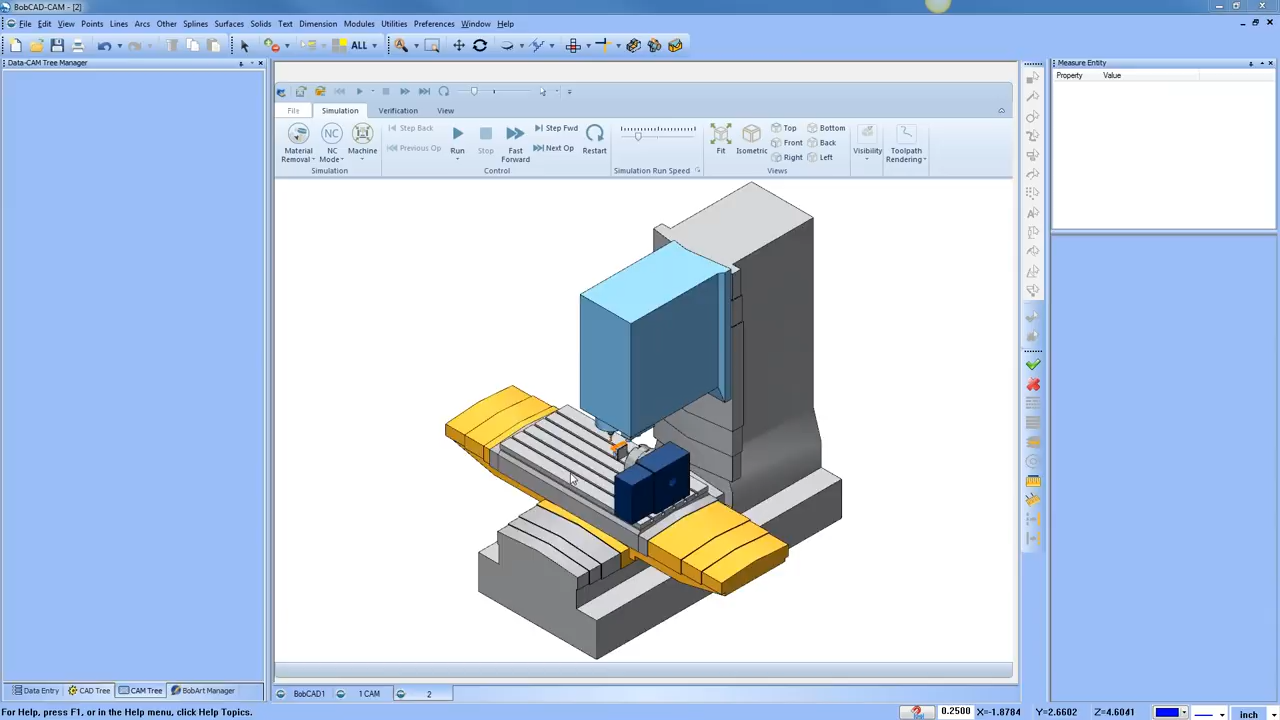 BobCAD-CAM - [2]
File Edit View Points Lines Arcs Other Splines Surfaces Solids Text Dimension Modules Utilities Preferences Window Help
ALL
Data-CAM Tree Manager
Measure Entity
Property Value
File Simulation Verification View
Material Removal
NC Mode
Machine
Simulation
Step Back
Previous Op
Run
Stop
Fast Forward
Step Fwd
Next Op
Restart
Control
Simulation Run Speed
Fit
Isometric
Top
Front
Right
Bottom
Back
Left
Views
Visibility
Toolpath Rendering
Data Entry CAD Tree CAM Tree BobArt Manager
BobCAD1 1 CAM 2
For Help, press F1, or in the Help menu, click Help Topics.
0.2500 X=-1.8784 Y=2.6602 Z=4.6041 inch